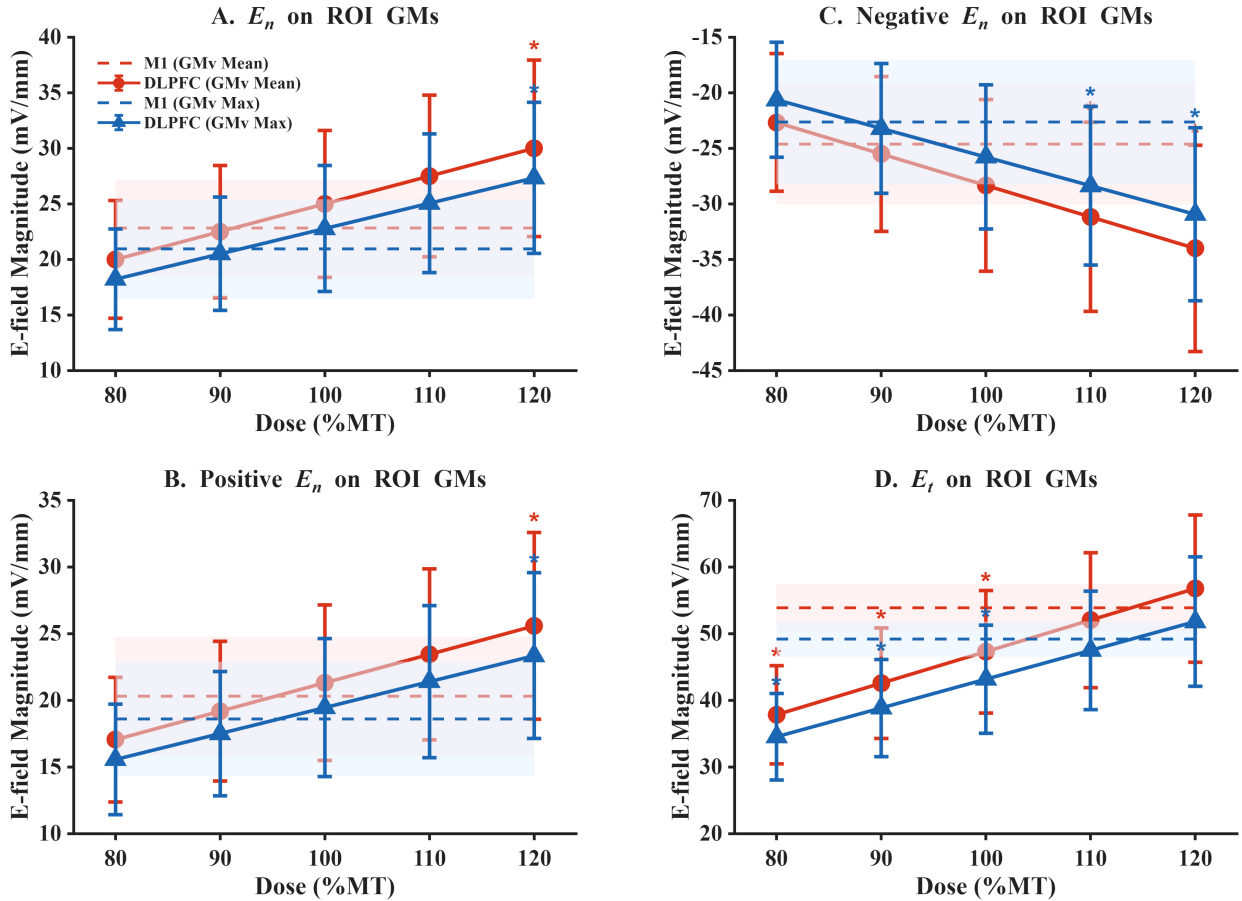 A. En on ROI GMs
E-field Magnitude (mV/mm)
40
35
30
25
20
15
10
M1 (GMv Mean)
DLPFC (GMv Mean)
M1 (GMv Max)
DLPFC (GMv Max)
*
*
80 90 100 110 120
Dose (%MT)
C. Negative En on ROI GMs
E-field Magnitude (mV/mm)
-15
-20
-25
-30
-35
-40
-45
* *
* *
80 90 100 110 120
Dose (%MT)
B. Positive En on ROI GMs
E-field Magnitude (mV/mm)
35
30
25
20
15
10
*
*
80 90 100 110 120
Dose (%MT)
D. Et on ROI GMs
E-field Magnitude (mV/mm)
70
60
50
40
30
20
* * *
* * *
80 90 100 110 120
Dose (%MT)